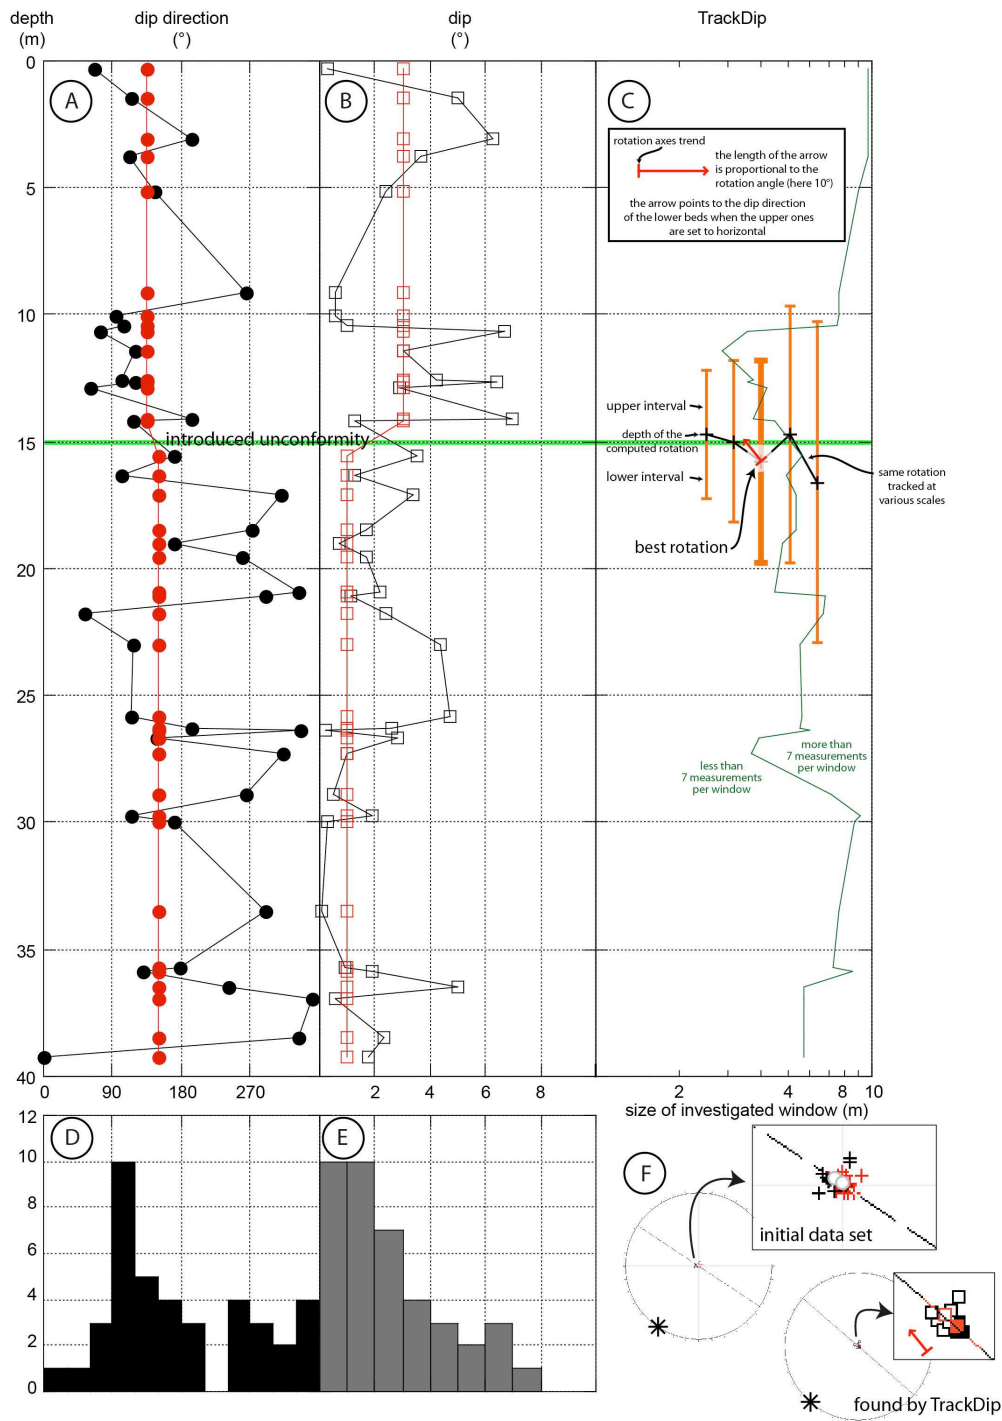 depth
(m)
dip direction
(°)
dip
(°)
TrackDip
0
5
10
15
20
25
30
35
40
A
B
C
rotation axes trend
the length of the arrow
is proportional to the
rotation angle (here 10°)
the arrow points to the dip direction
of the lower beds when the upper ones
are set to horizontal
upper interval
depth of the
computed rotation
lower interval
introduced unconformity
same rotation
tracked at
various scales
best rotation
more than
7 measurements
per window
less than
7 measurements
per window
0 90 180 270
2 4 6 8
2 4 6 8 10
size of investigated window (m)
12
10
8
6
4
2
0
D
E
F
initial data set
found by TrackDip